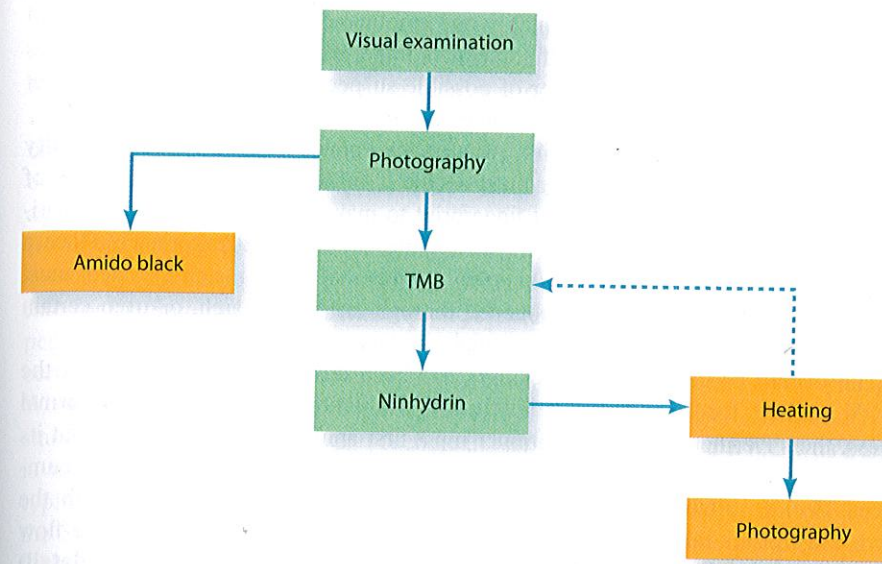 Visual examination
Photography
Amido black
TMB
Ninhydrin
Heating
Photography